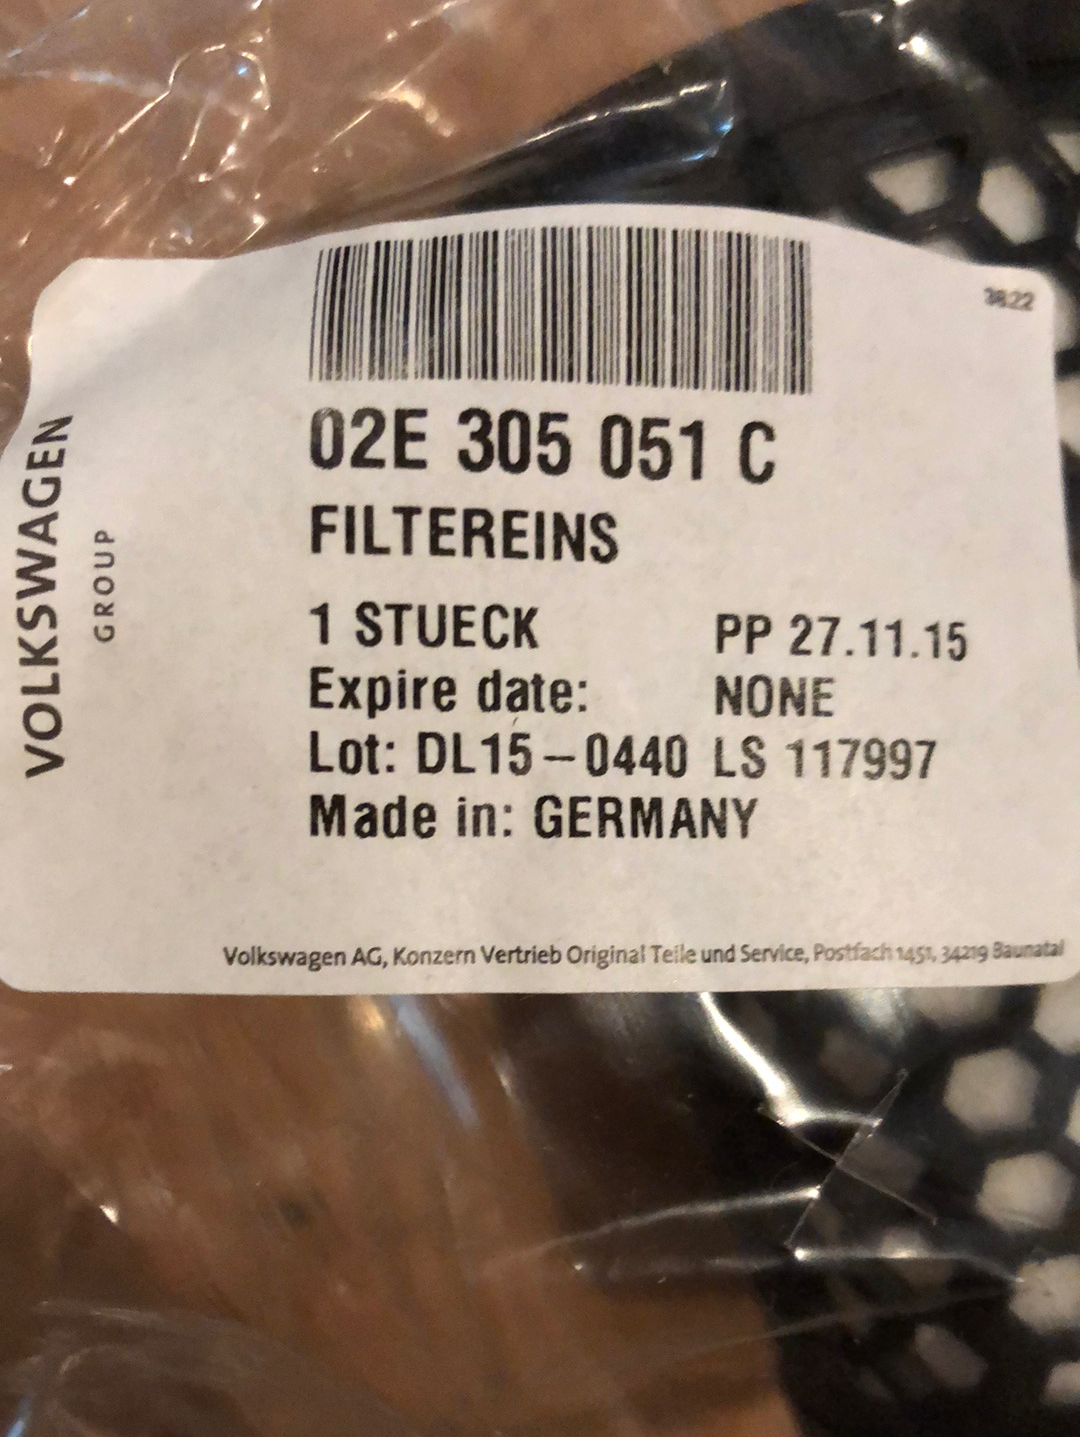 3822
02E 305 051 C
FILTEREINS
1 STUECK PP 27.11.15
Expire date: NONE
Lot: DL15-0440 LS 117997
Made in: GERMANY
VOLKSWAGEN
GROUP
Volkswagen AG, Konzern Vertrieb Original Teile und Service, Postfach 1451, 34219 Baunatal